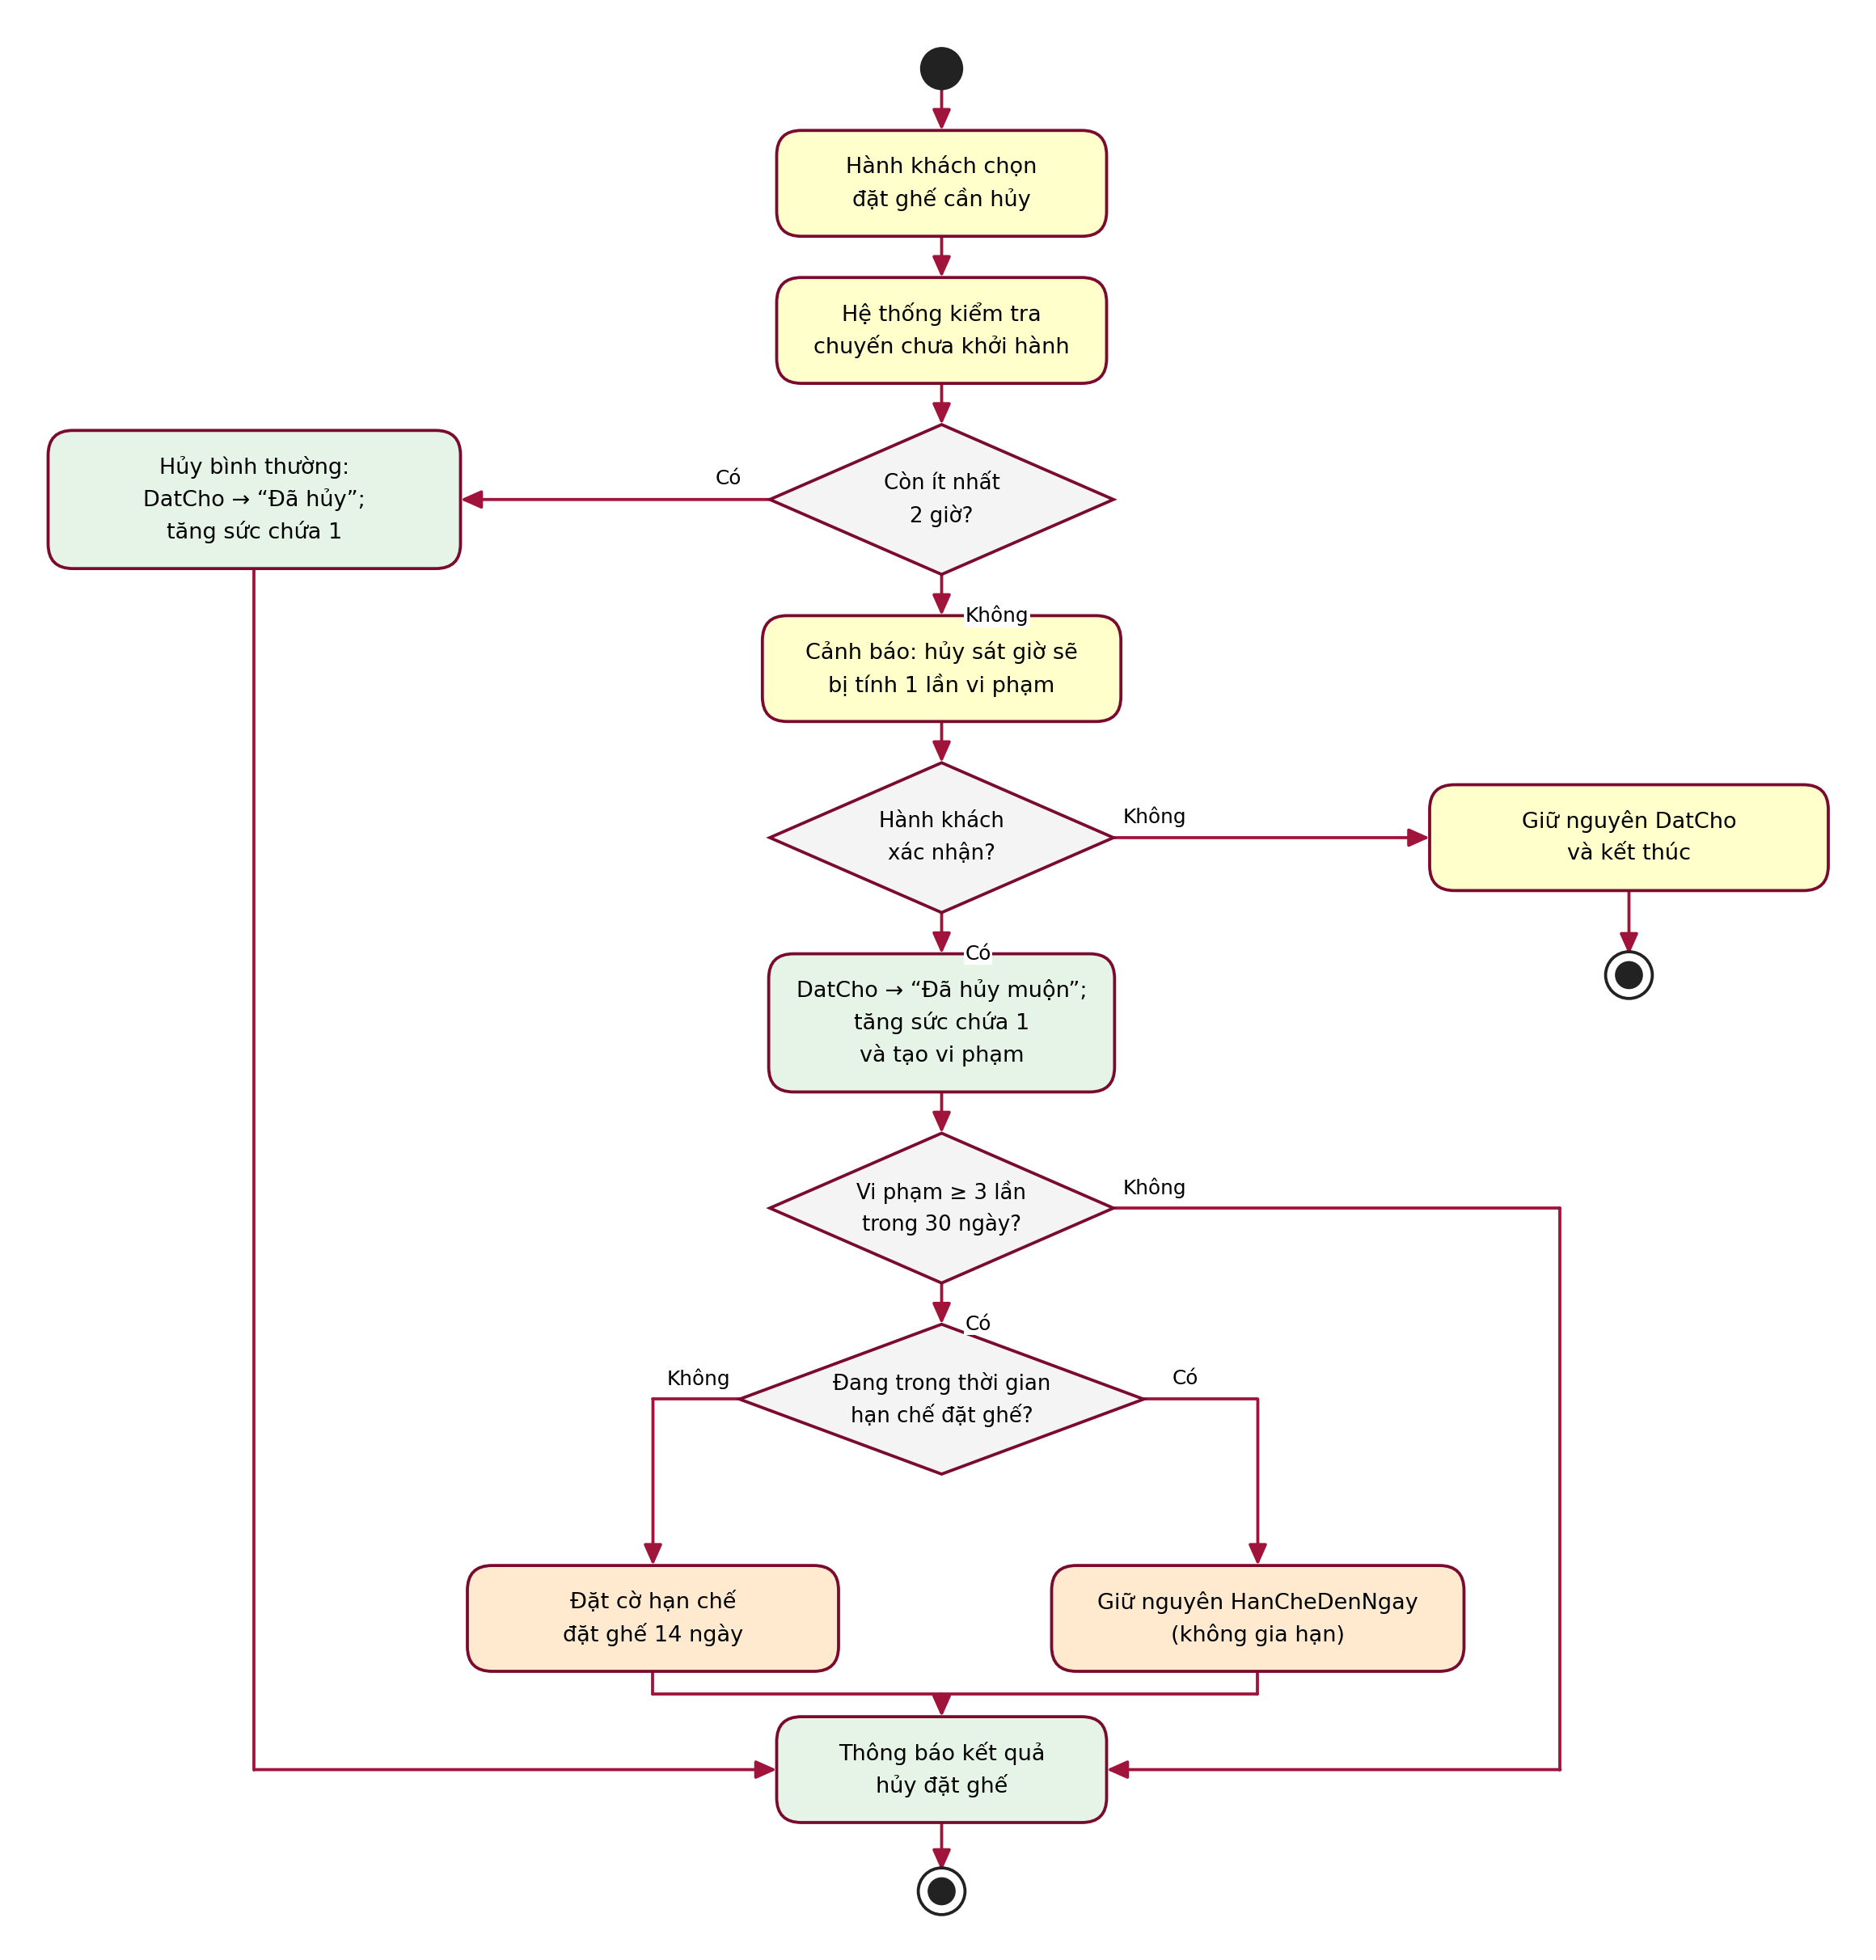 Hành khách chọn
đặt ghế cần hủy
Hệ thống kiểm tra
chuyến chưa khởi hành
Còn ít nhất
2 giờ?
Có
Hủy bình thường:
DatCho → “Đã hủy”;
tăng sức chứa 1
Không
Cảnh báo: hủy sát giờ sẽ
bị tính 1 lần vi phạm
Hành khách
xác nhận?
Không
Giữ nguyên DatCho
và kết thúc
Có
DatCho → “Đã hủy muộn”;
tăng sức chứa 1
và tạo vi phạm
Vi phạm ≥ 3 lần
trong 30 ngày?
Không
Có
Đang trong thời gian
hạn chế đặt ghế?
Không
Có
Đặt cờ hạn chế
đặt ghế 14 ngày
Giữ nguyên HanCheDenNgay
(không gia hạn)
Thông báo kết quả
hủy đặt ghế